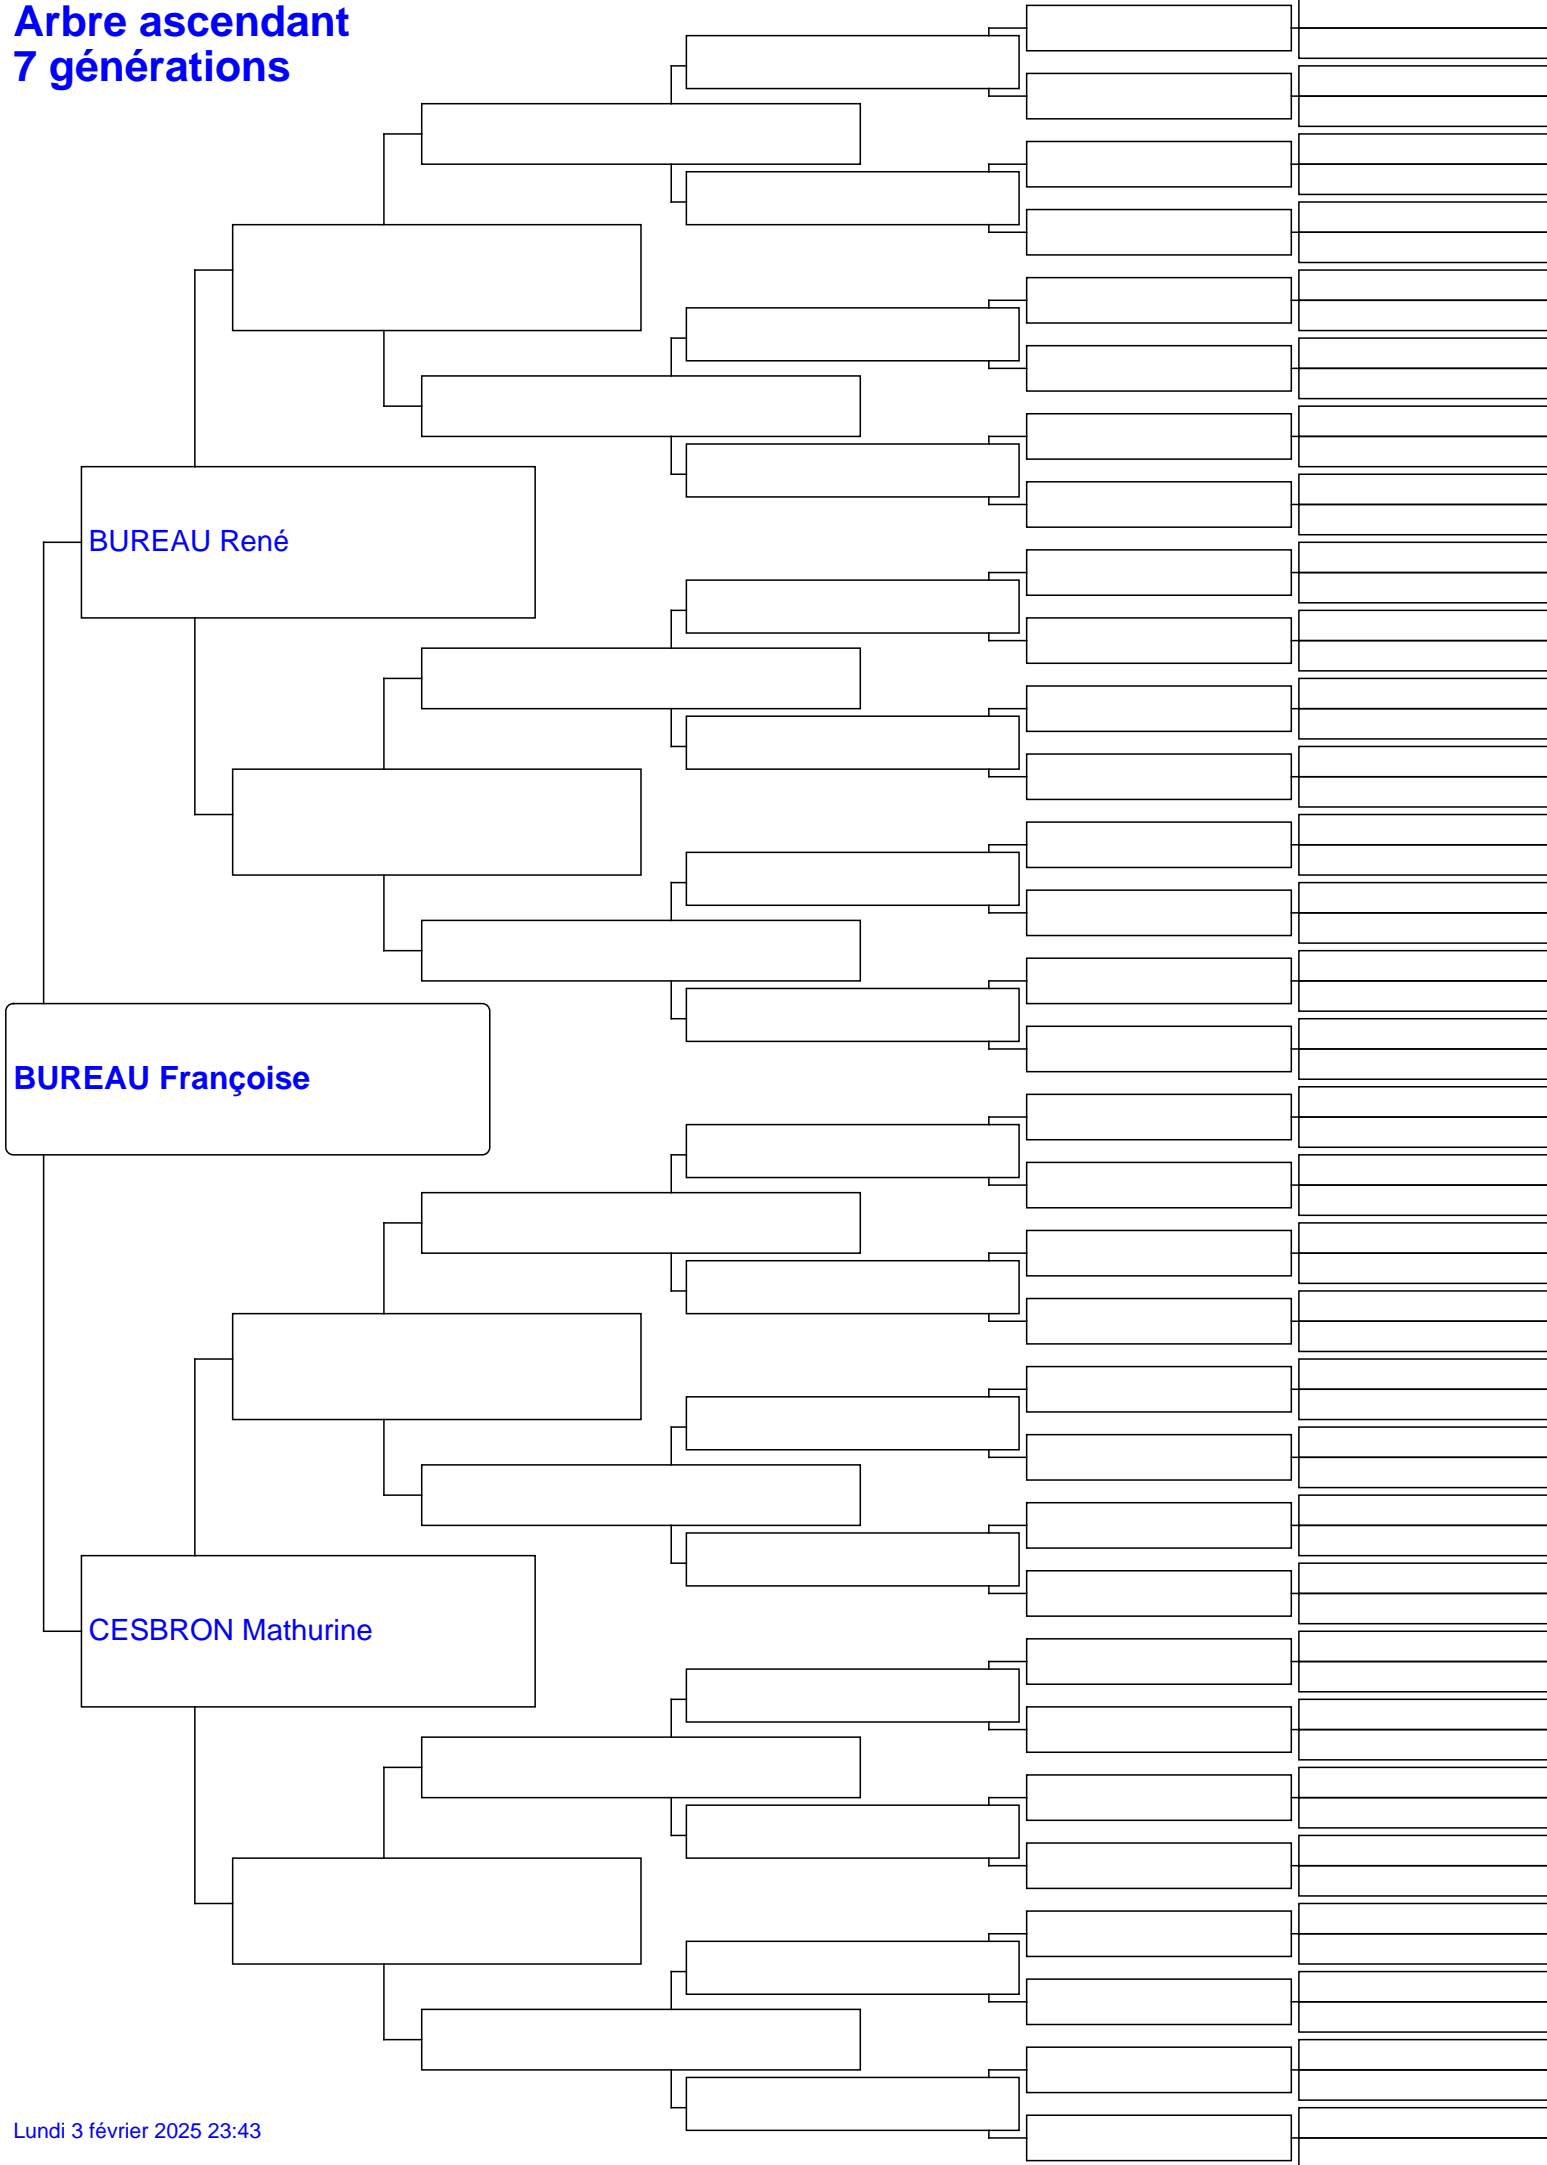 Arbre ascendant
7 générations
BUREAU René
BUREAU Françoise
CESBRON Mathurine
Lundi 3 février 2025 23:43